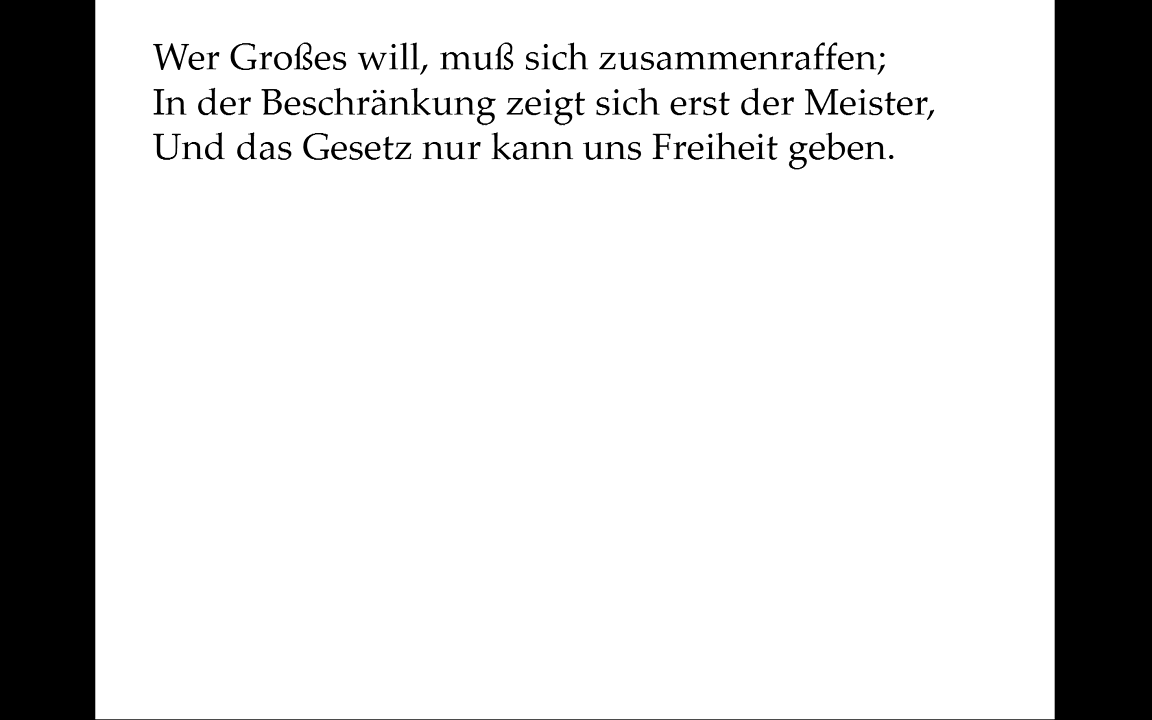 Wer Großes will, muß sich zusammenraffen;
In der Beschränkung zeigt sich erst der Meister,
Und das Gesetz nur kann uns Freiheit geben.